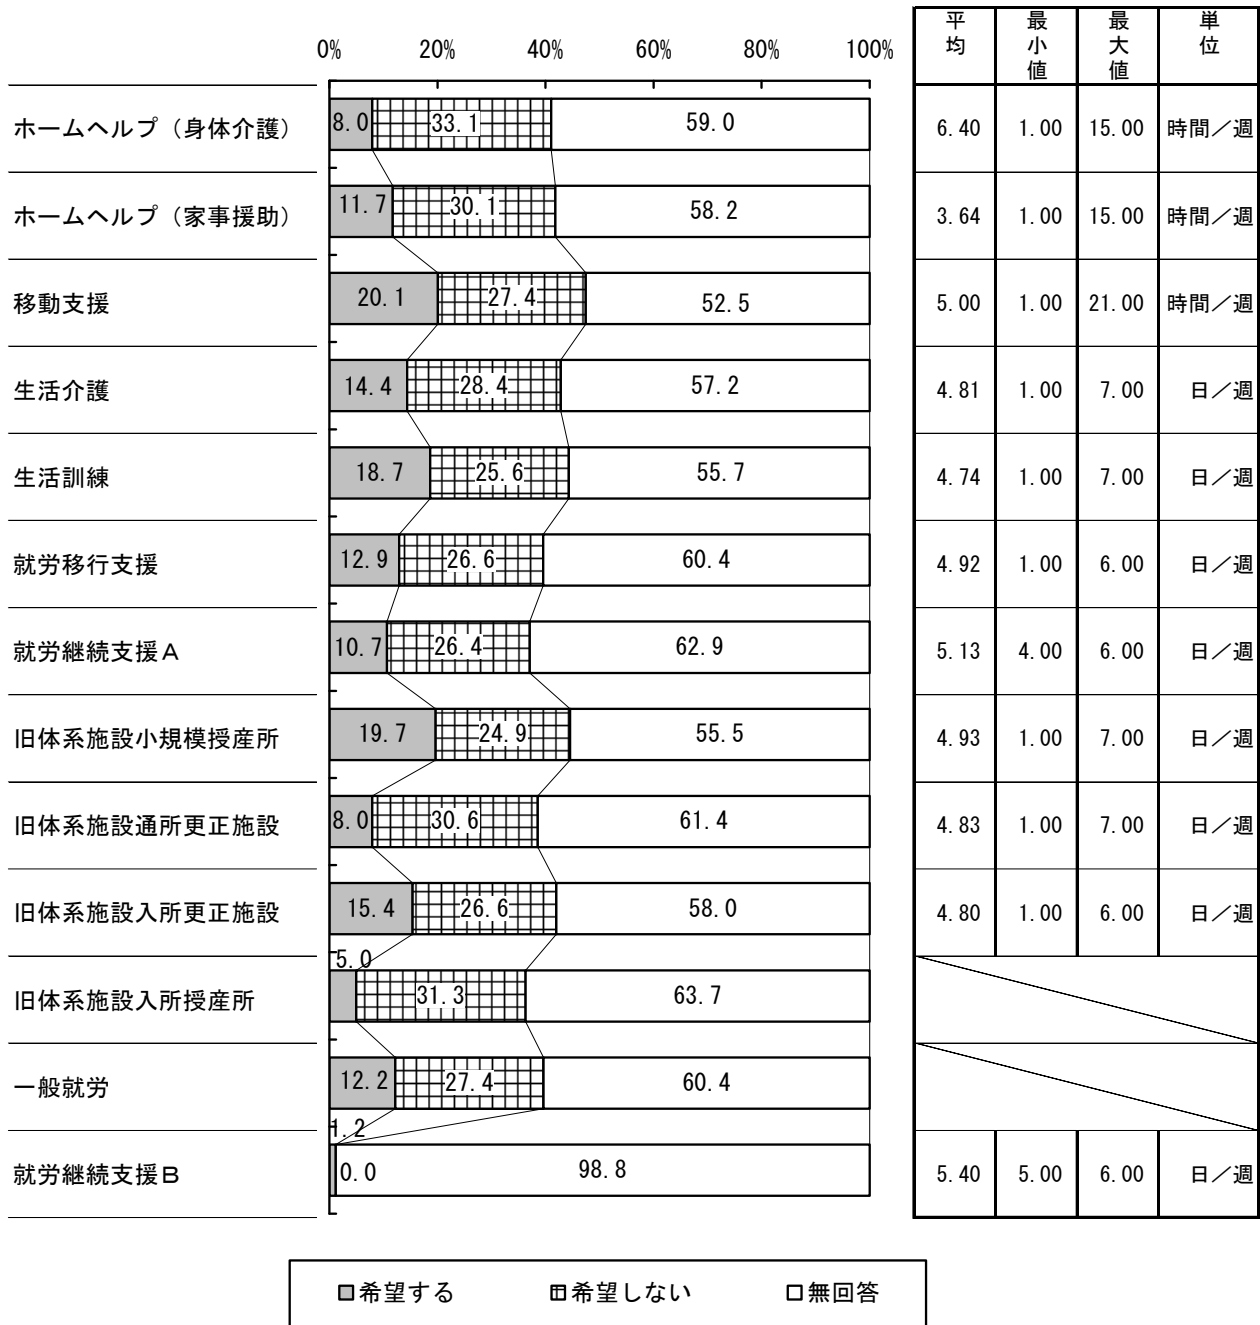 0% 20% 40% 60% 80% 100% 平均 最小値 最大値 単位
ホームヘルプ（身体介護） 8.0 33.1 59.0 6.40 1.00 15.00 時間／週
ホームヘルプ（家事援助） 11.7 30.1 58.2 3.64 1.00 15.00 時間／週
移動支援 20.1 27.4 52.5 5.00 1.00 21.00 時間／週
生活介護 14.4 28.4 57.2 4.81 1.00 7.00 日／週
生活訓練 18.7 25.6 55.7 4.74 1.00 7.00 日／週
就労移行支援 12.9 26.6 60.4 4.92 1.00 6.00 日／週
就労継続支援Ａ 10.7 26.4 62.9 5.13 4.00 6.00 日／週
旧体系施設小規模授産所 19.7 24.9 55.5 4.93 1.00 7.00 日／週
旧体系施設通所更正施設 8.0 30.6 61.4 4.83 1.00 7.00 日／週
旧体系施設入所更正施設 15.4 26.6 58.0 4.80 1.00 6.00 日／週
旧体系施設入所授産所 5.0 31.3 63.7
一般就労 12.2 27.4 60.4
就労継続支援Ｂ 1.2 0.0 98.8 5.40 5.00 6.00 日／週
希望する 希望しない 無回答